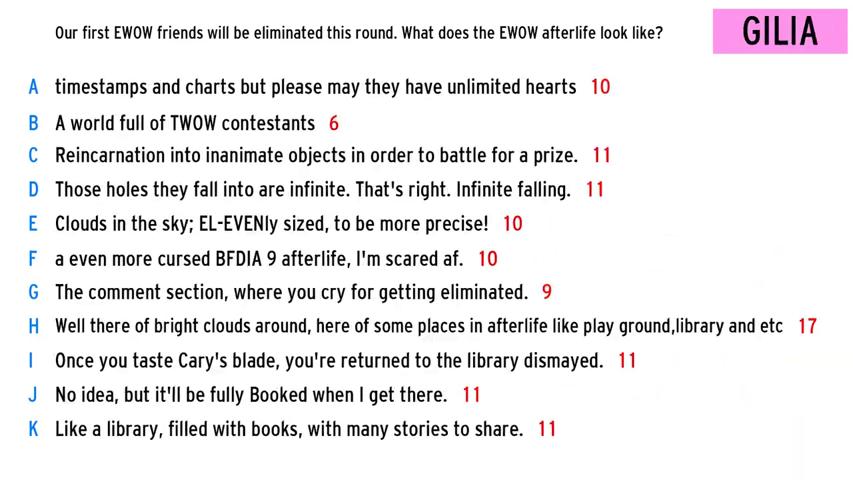 Our first EWOW friends will be eliminated this round. What does the EWOW afterlife look like?
GILIA
A timestamps and charts but please may they have unlimited hearts 10
B A world full of TWOW contestants 6
C Reincarnation into inanimate objects in order to battle for a prize. 11
D Those holes they fall into are infinite. That's right. Infinite falling. 11
E Clouds in the sky; EL-EVENly sized, to be more precise! 10
F a even more cursed BFDIA 9 afterlife, I'm scared af. 10
G The comment section, where you cry for getting eliminated. 9
H Well there of bright clouds around, here of some places in afterlife like play ground,library and etc 17
I Once you taste Cary's blade, you're returned to the library dismayed. 11
J No idea, but it'll be fully Booked when I get there. 11
K Like a library, filled with books, with many stories to share. 11